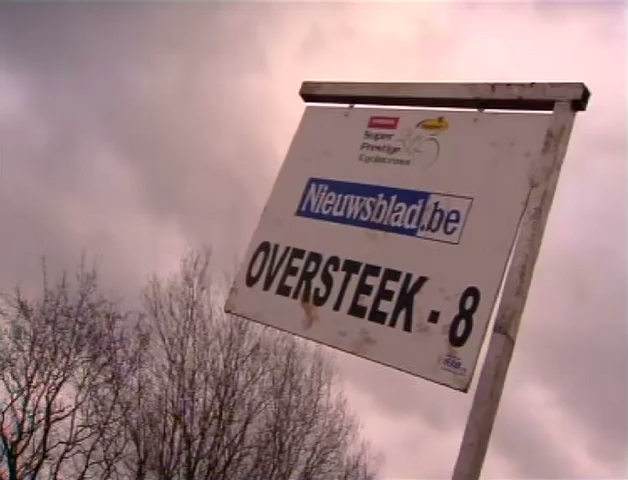 Super
Prestige
Cyclocross
Nieuwsblad.be
OVERSTEEK - 8